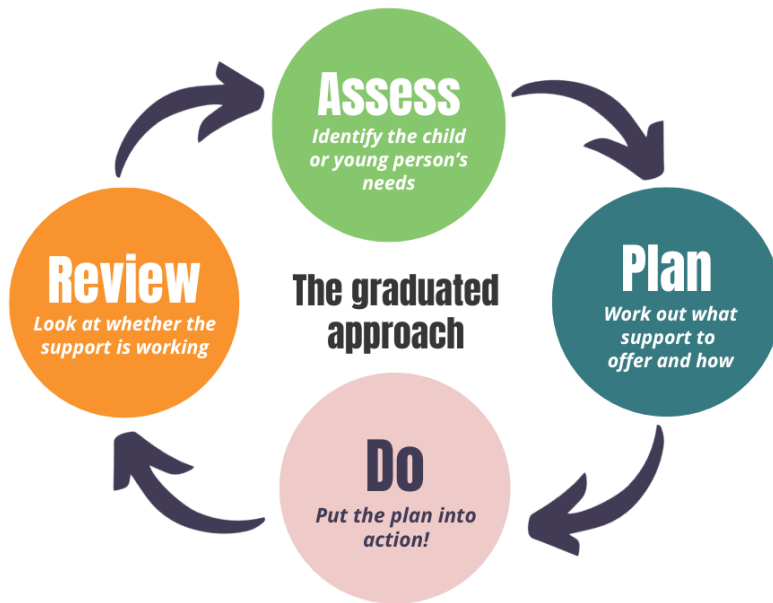 Assess
Identify the child
or young person's
needs
Plan
Work out what
support to
offer and how
Do
Put the plan into
action!
Review
Look at whether the
support is working
The graduated
approach